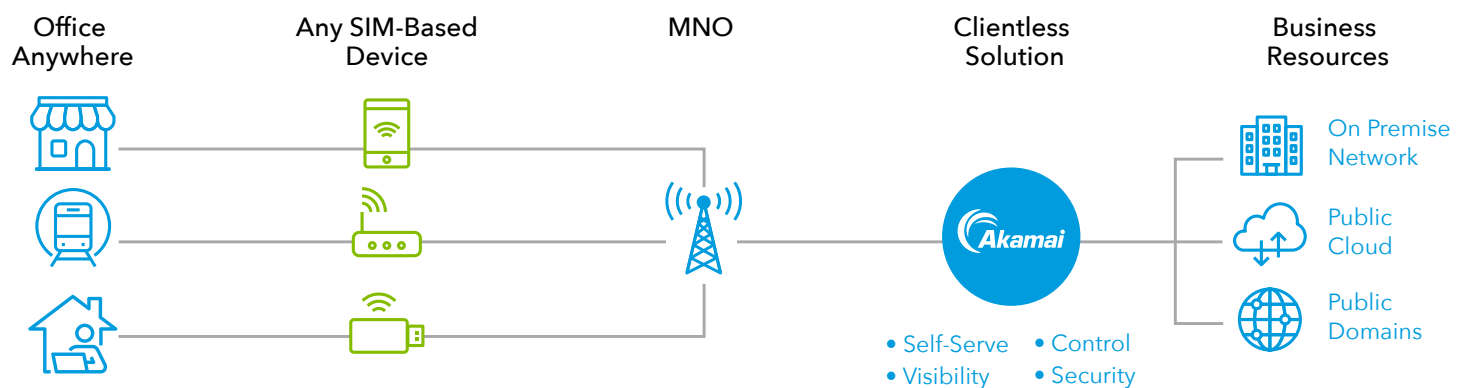 Office
Anywhere
Any SIM-Based
Device
MNO
Clientless
Solution
Business
Resources
On Premise
Network
Akamai
Public
Cloud
Public
Domains
• Self-Serve
• Control
• Visibility
• Security